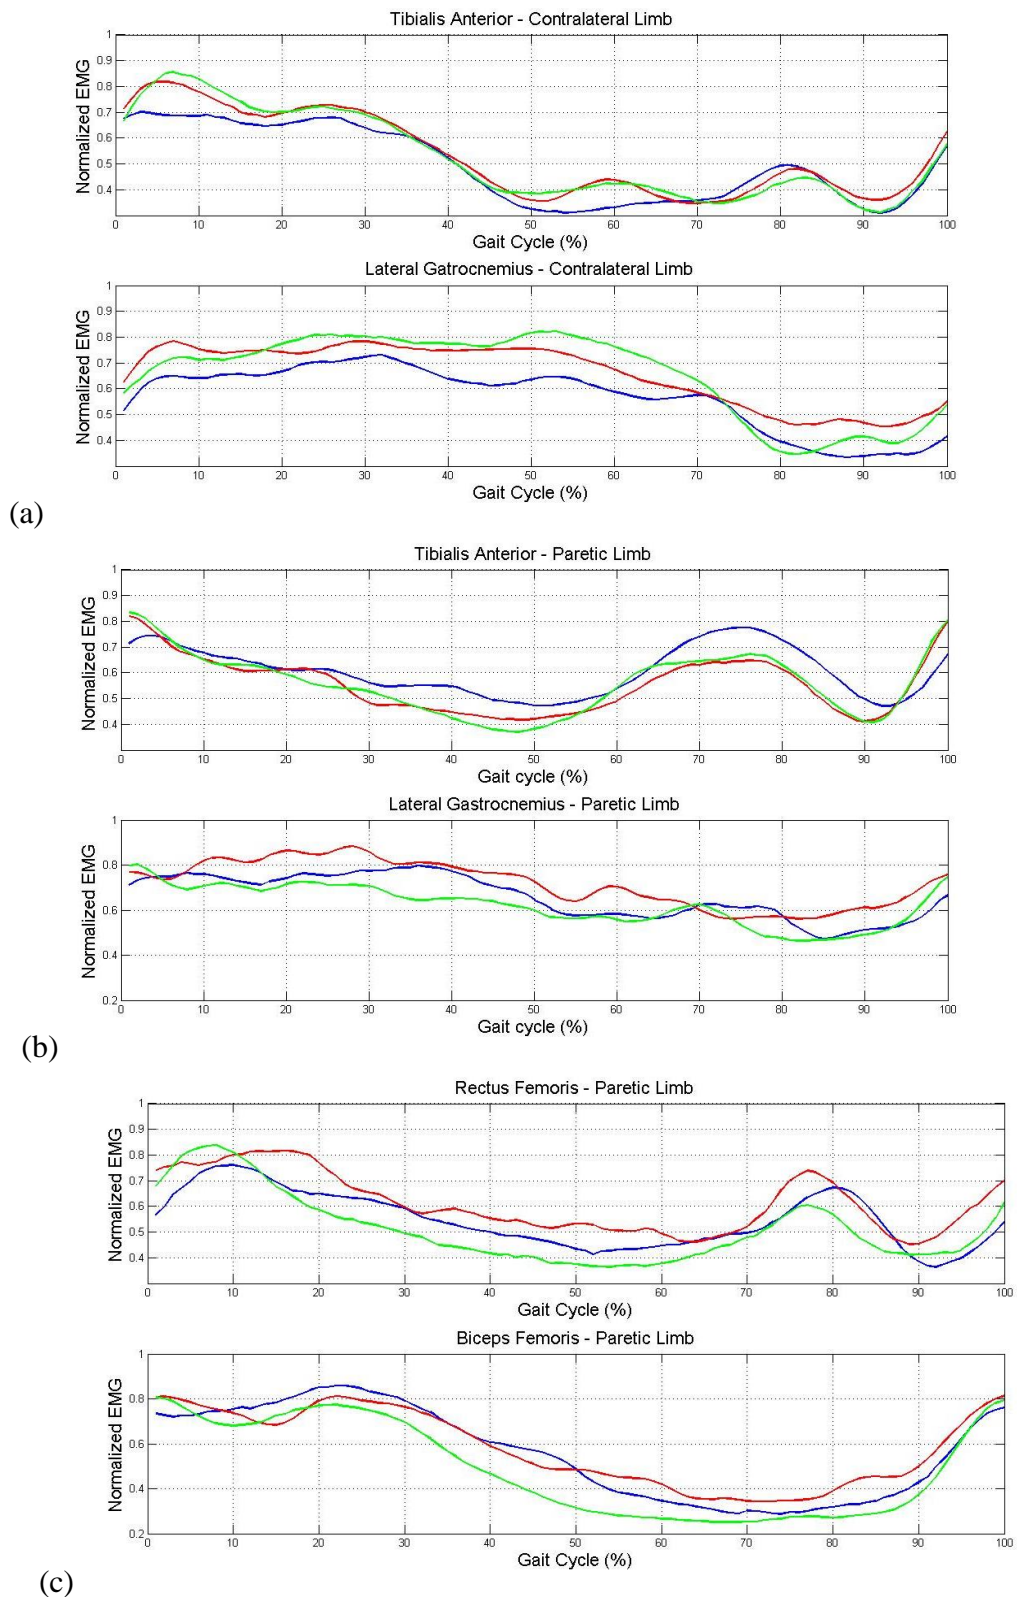 Tibialis Anterior - Contralateral Limb
1
0.9
0.8
0.7
0.6
0.5
0.4
Normalized EMG
0 10 20 30 40 50 60 70 80 90 100
Gait Cycle (%)
Lateral Gatrocnemius - Contralateral Limb
1
0.9
0.8
0.7
0.6
0.5
0.4
Normalized EMG
0 10 20 30 40 50 60 70 80 90 100
Gait Cycle (%)
(a)
Tibialis Anterior - Paretic Limb
1
0.9
0.8
0.7
0.6
0.5
0.4
Normalized EMG
0 10 20 30 40 50 60 70 80 90 100
Gait cycle (%)
Lateral Gastrocnemius - Paretic Limb
1
0.8
0.6
0.4
0.2
Normalized EMG
0 10 20 30 40 50 60 70 80 90 100
Gait cycle (%)
(b)
Rectus Femoris - Paretic Limb
1
0.9
0.8
0.7
0.6
0.5
0.4
Normalized EMG
0 10 20 30 40 50 60 70 80 90 100
Gait Cycle (%)
Biceps Femoris - Paretic Limb
1
0.8
0.6
0.4
0.2
Normalized EMG
0 10 20 30 40 50 60 70 80 90 100
Gait Cycle (%)
(c)